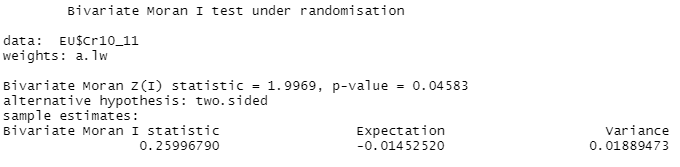 Bivariate Moran I test under randomisation
data: EU$Cr10_11
weights: a.lw
Bivariate Moran Z(I) statistic = 1.9969, p-value = 0.04583
alternative hypothesis: two.sided
sample estimates:
Bivariate Moran I statistic Expectation Variance
0.25996790 -0.01452520 0.01889473